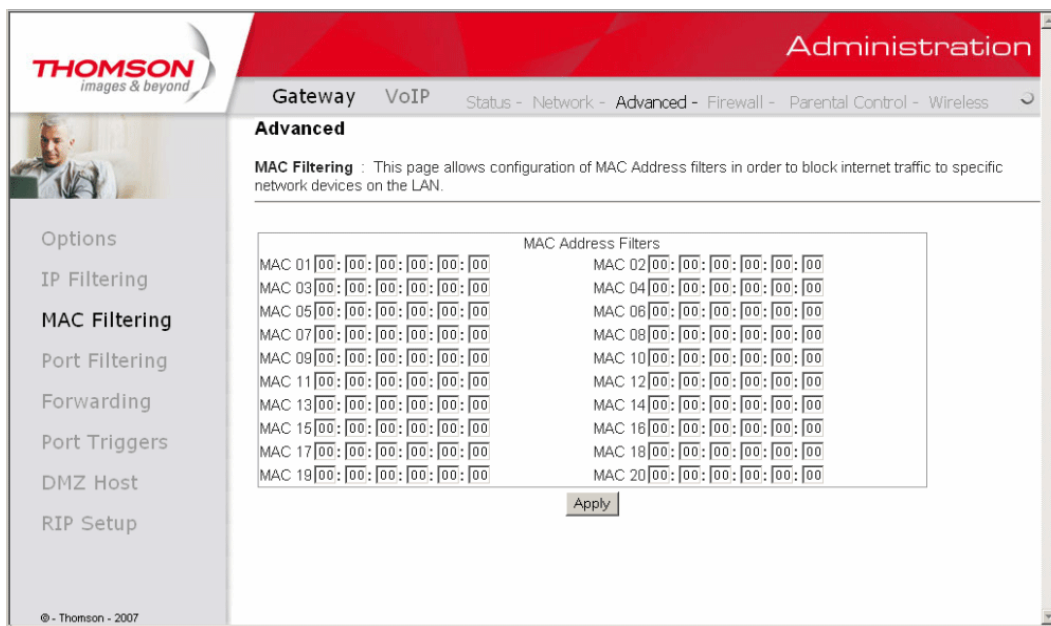 THOMSON
images & beyond
Administration
Gateway VoIP Status - Network - Advanced - Firewall - Parental Control - Wireless
Advanced
MAC Filtering : This page allows configuration of MAC Address filters in order to block internet traffic to specific
network devices on the LAN.
Options
IP Filtering
MAC Filtering
Port Filtering
Forwarding
Port Triggers
DMZ Host
RIP Setup
MAC Address Filters
MAC 01 00:00:00:00:00:00 MAC 02 00:00:00:00:00:00
MAC 03 00:00:00:00:00:00 MAC 04 00:00:00:00:00:00
MAC 05 00:00:00:00:00:00 MAC 06 00:00:00:00:00:00
MAC 07 00:00:00:00:00:00 MAC 08 00:00:00:00:00:00
MAC 09 00:00:00:00:00:00 MAC 10 00:00:00:00:00:00
MAC 11 00:00:00:00:00:00 MAC 12 00:00:00:00:00:00
MAC 13 00:00:00:00:00:00 MAC 14 00:00:00:00:00:00
MAC 15 00:00:00:00:00:00 MAC 16 00:00:00:00:00:00
MAC 17 00:00:00:00:00:00 MAC 18 00:00:00:00:00:00
MAC 19 00:00:00:00:00:00 MAC 20 00:00:00:00:00:00
Apply
© - Thomson - 2007